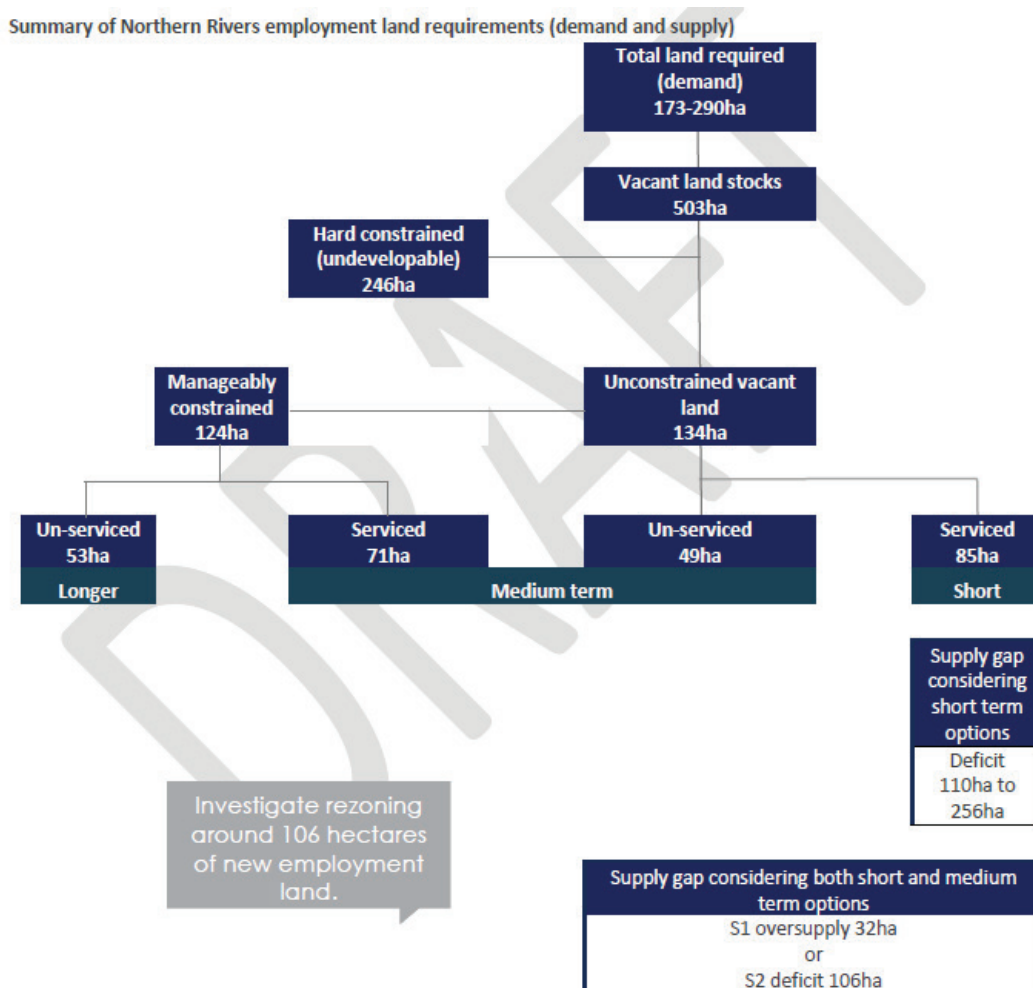 Summary of Northern Rivers employment land requirements (demand and supply)
Total land required
(demand)
173-290ha
Vacant land stocks
503ha
Hard constrained
(undevelopable)
246ha
Manageably
constrained
124ha
Unconstrained vacant
land
134ha
Un-serviced
53ha
Longer
Serviced
71ha
Un-serviced
49ha
Medium term
Serviced
85ha
Short
Supply gap
considering
short term
options
Deficit
110ha to
256ha
Investigate rezoning
around 106 hectares
of new employment
land.
Supply gap considering both short and medium
term options
S1 oversupply 32ha
or
S2 deficit 106ha
DRAFT